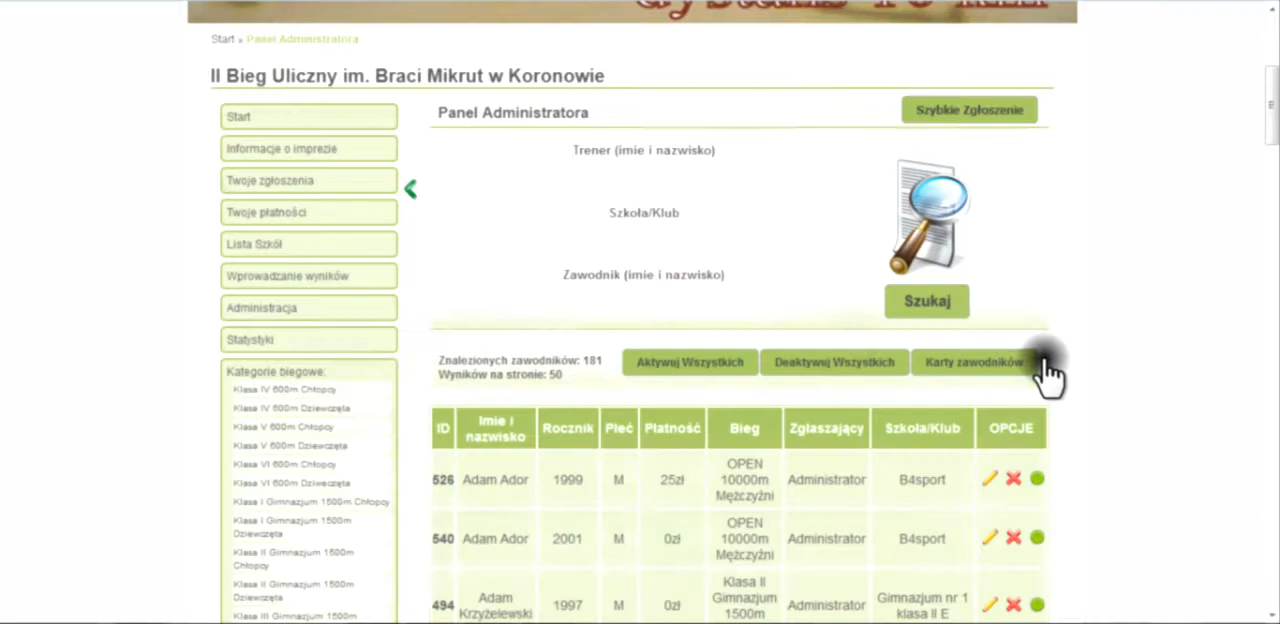 Start » Panel Administratora
II Bieg Uliczny im. Braci Mikrut w Koronowie
Start
Informacje o imprezie
Twoje zgłoszenia
Twoje płatności
Lista Szkół
Wprowadzanie wyników
Administracja
Statystyki
Kategorie biegowe:
Klasa IV 600m Chłopcy
Klasa IV 600m Dziewczęta
Klasa V 600m Chłopcy
Klasa V 600m Dziewczęta
Klasa VI 600m Chłopcy
Klasa VI 600m Dziewczęta
Klasa I Gimnazjum 1500m Chłopcy
Klasa I Gimnazjum 1500m
Dziewczęta
Klasa II Gimnazjum 1500m
Chłopcy
Klasa II Gimnazjum 1500m
Dziewczęta
Klasa III Gimnazjum 1500m
Panel Administratora
Szybkie Zgłoszenie
Trener (imie i nazwisko)
Szkoła/Klub
Zawodnik (imie i nazwisko)
Szukaj
Znalezionych zawodników: 181
Wyników na stronie: 50
Aktywuj Wszystkich
Deaktywuj Wszystkich
Karty zawodników
ID Imie i nazwisko Rocznik Płeć Płatność Bieg Zgłaszający Szkoła/Klub OPCJE
526 Adam Ador 1999 M 25zł OPEN 10000m Mężczyźni Administrator B4sport
540 Adam Ador 2001 M 0zł OPEN 10000m Mężczyźni Administrator B4sport
494 Adam Krzyżelewski 1997 M 0zł Klasa II Gimnazjum 1500m Administrator Gimnazjum nr 1 klasa II E